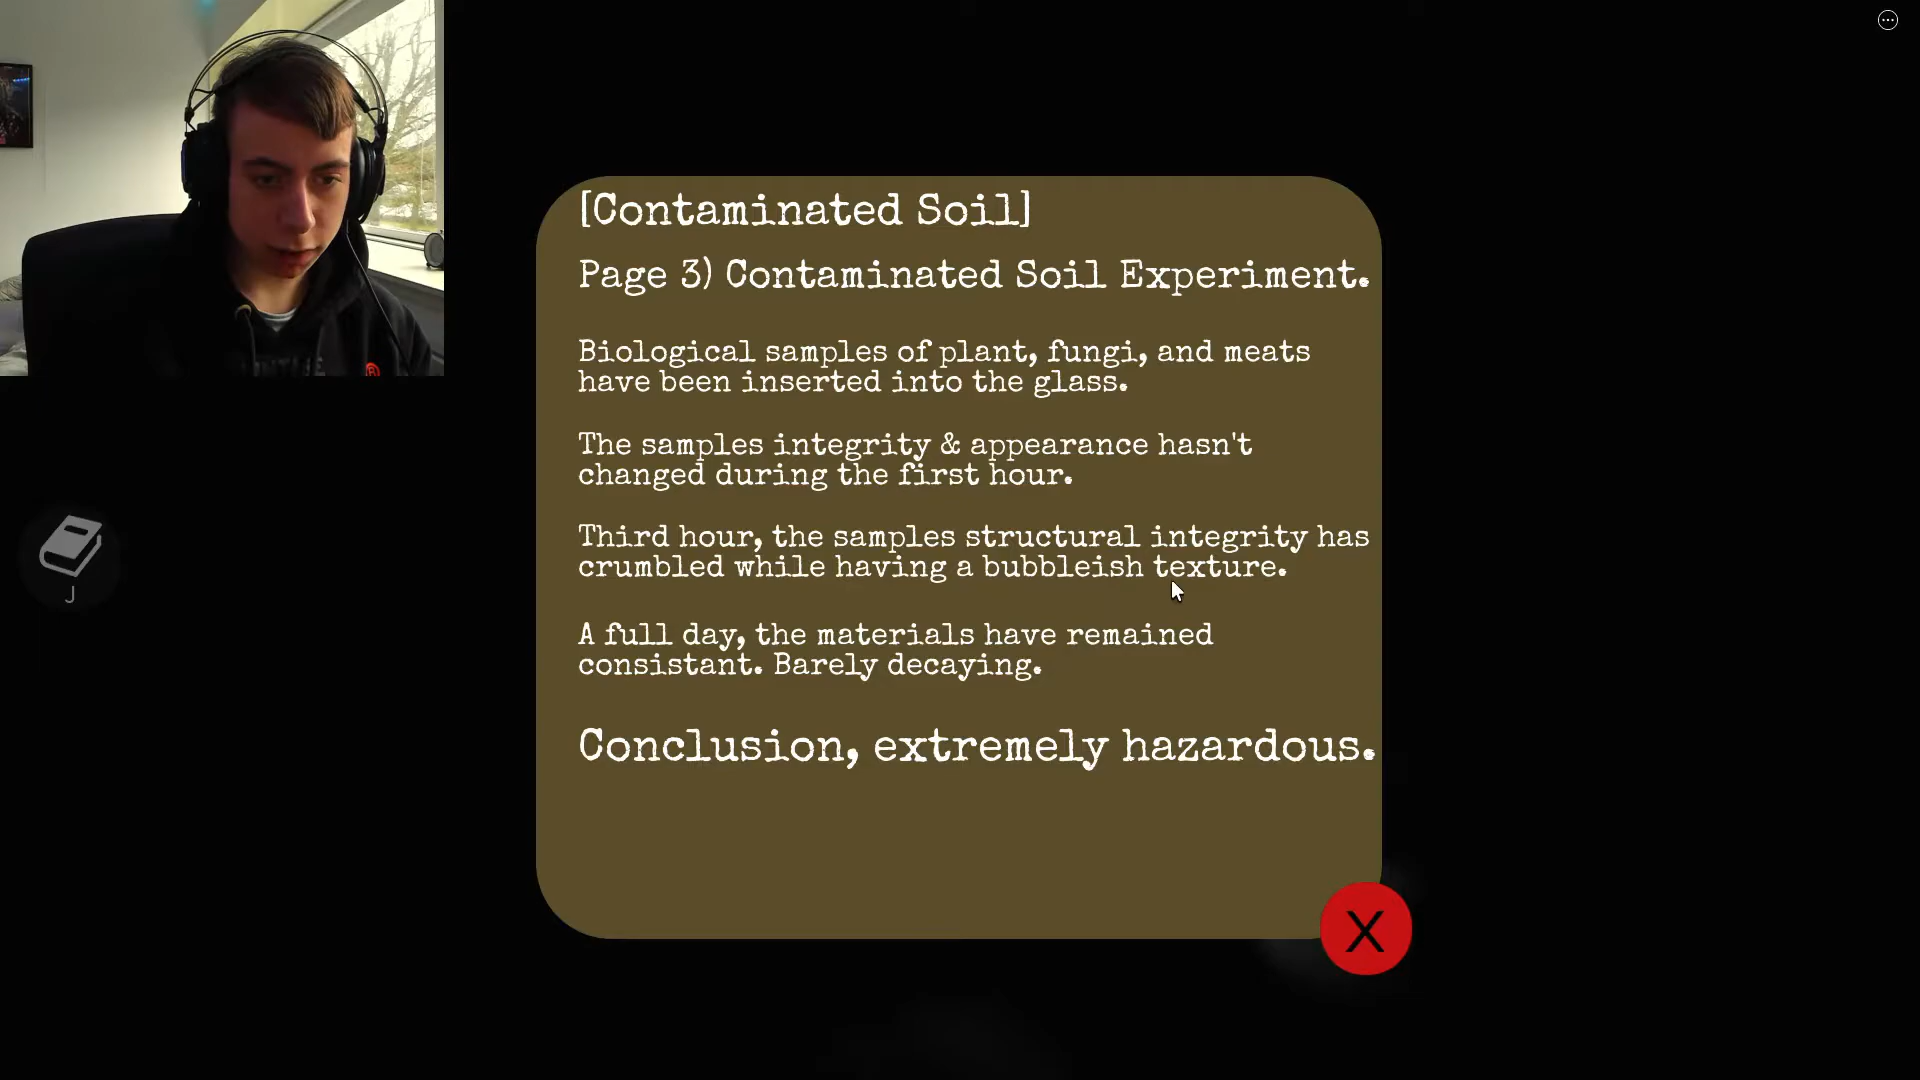 [Contaminated Soil]
Page 3) Contaminated Soil Experiment.
Biological samples of plant, fungi, and meats
have been inserted into the glass.
The samples integrity & appearance hasn't
changed during the first hour.
Third hour, the samples structural integrity has
crumbled while having a bubbleish texture.
A full day, the materials have remained
consistant. Barely decaying.
Conclusion, extremely hazardous.
J
X